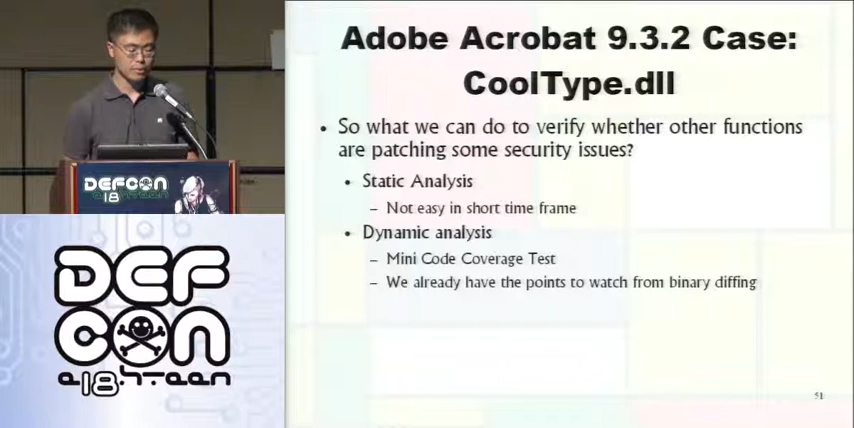 Adobe Acrobat 9.3.2 Case:
CoolType.dll
• So what we can do to verify whether other functions
are patching some security issues?
• Static Analysis
– Not easy in short time frame
• Dynamic analysis
– Mini Code Coverage Test
– We already have the points to watch from binary diffing
51
DEFCON
18
DEF
CON
e18hteen